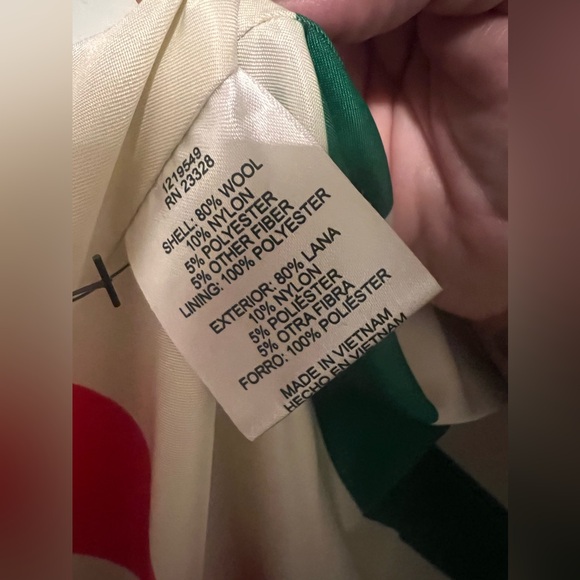 1219549
RN 23328
SHELL: 80% WOOL
10% NYLON
5% POLYESTER
5% OTHER FIBER
LINING: 100% POLYESTER
EXTERIOR: 80% LANA
10% NYLON
5% POLIÉSTER
5% OTRA FIBRA
FORRO: 100% POLIÉSTER
MADE IN VIETNAM
HECHO EN VIETNAM